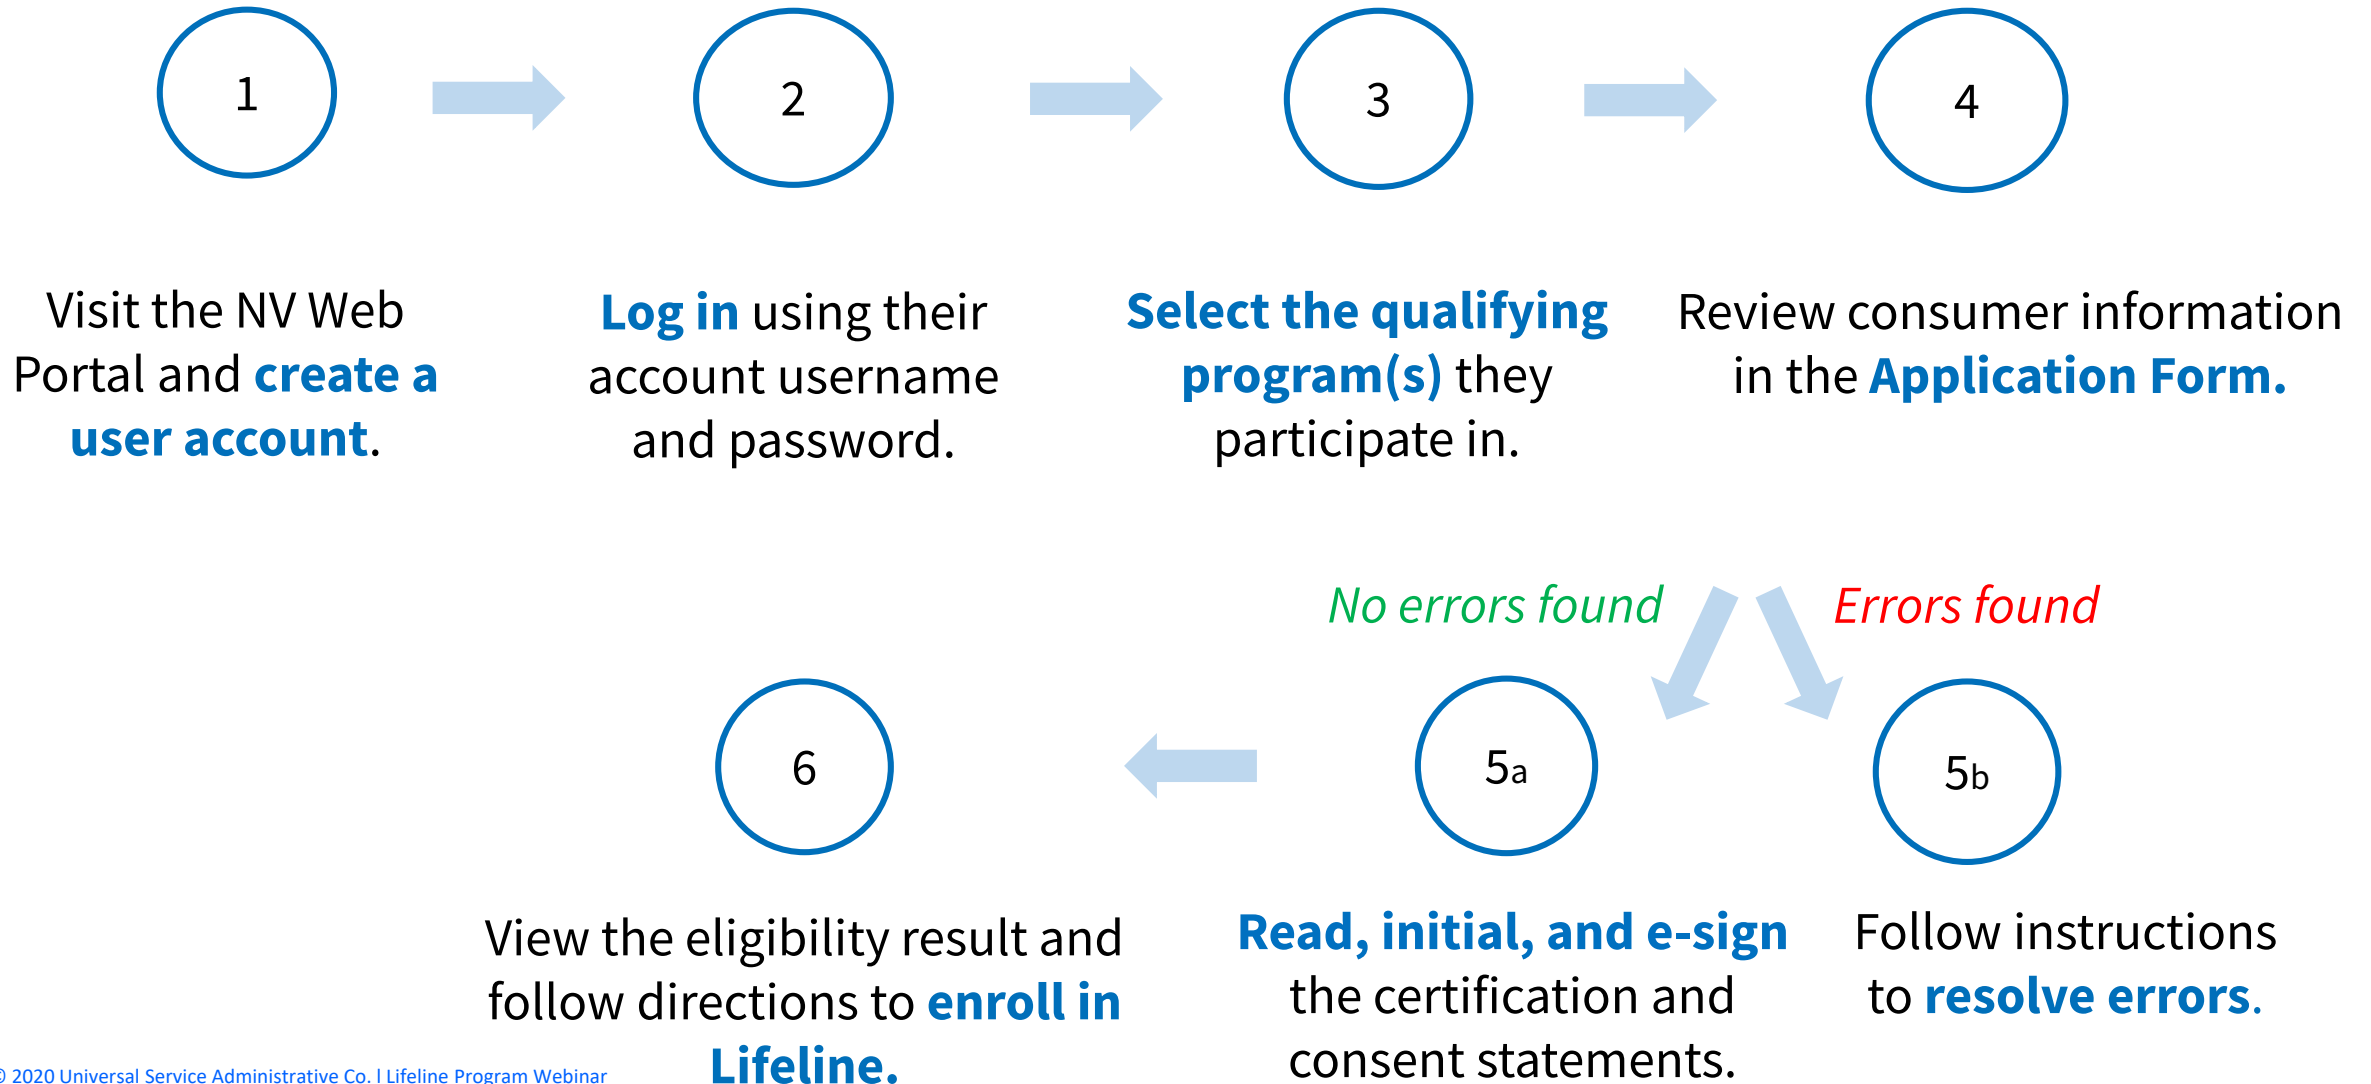 1
2
3
4
Visit the NV Web
Portal and create a
user account.
Log in using their
account username
and password.
Select the qualifying
program(s) they
participate in.
Review consumer information
in the Application Form.
No errors found
Errors found
6
5a
5b
View the eligibility result and
follow directions to enroll in
Lifeline.
Read, initial, and e-sign
the certification and
consent statements.
Follow instructions
to resolve errors.
© 2020 Universal Service Administrative Co. l Lifeline Program Webinar